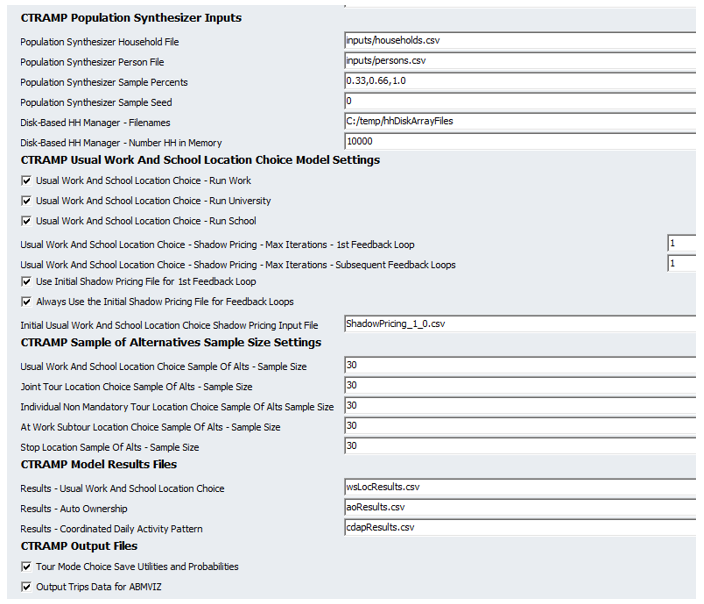 CTRAMP Population Synthesizer Inputs
Population Synthesizer Household File inputs/households.csv
Population Synthesizer Person File inputs/persons.csv
Population Synthesizer Sample Percents 0.33,0.66,1.0
Population Synthesizer Sample Seed 0
Disk-Based HH Manager - Filenames C:/temp/hhDiskArrayFiles
Disk-Based HH Manager - Number HH in Memory 10000
CTRAMP Usual Work And School Location Choice Model Settings
Usual Work And School Location Choice - Run Work
Usual Work And School Location Choice - Run University
Usual Work And School Location Choice - Run School
Usual Work And School Location Choice - Shadow Pricing - Max Iterations - 1st Feedback Loop 1
Usual Work And School Location Choice - Shadow Pricing - Max Iterations - Subsequent Feedback Loops 1
Use Initial Shadow Pricing File for 1st Feedback Loop
Always Use the Initial Shadow Pricing File for Feedback Loops
Initial Usual Work And School Location Choice Shadow Pricing Input File ShadowPricing_1_0.csv
CTRAMP Sample of Alternatives Sample Size Settings
Usual Work And School Location Choice Sample Of Alts - Sample Size 30
Joint Tour Location Choice Sample Of Alts - Sample Size 30
Individual Non Mandatory Tour Location Choice Sample Of Alts Sample Size 30
At Work Subtour Location Choice Sample Of Alts - Sample Size 30
Stop Location Sample Of Alts - Sample Size 30
CTRAMP Model Results Files
Results - Usual Work And School Location Choice wsLocResults.csv
Results - Auto Ownership aoResults.csv
Results - Coordinated Daily Activity Pattern cdapResults.csv
CTRAMP Output Files
Tour Mode Choice Save Utilities and Probabilities
Output Trips Data for ABMVIZ